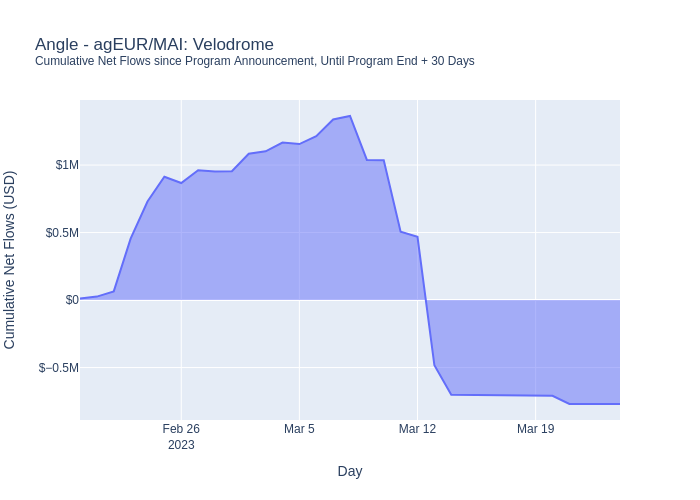 Angle - agEUR/MAI: Velodrome
Cumulative Net Flows since Program Announcement, Until Program End + 30 Days
Cumulative Net Flows (USD)
$1M
$0.5M
$0
$−0.5M
Feb 26
2023
Mar 5
Mar 12
Mar 19
Day